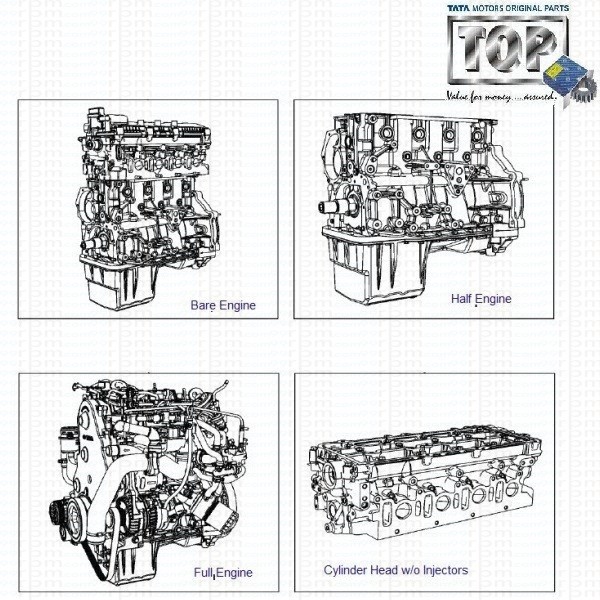 TATA MOTORS ORIGINAL PARTS
TOP
Value for money.....assured.
Bare Engine
Half Engine
Full Engine
Cylinder Head w/o Injectors